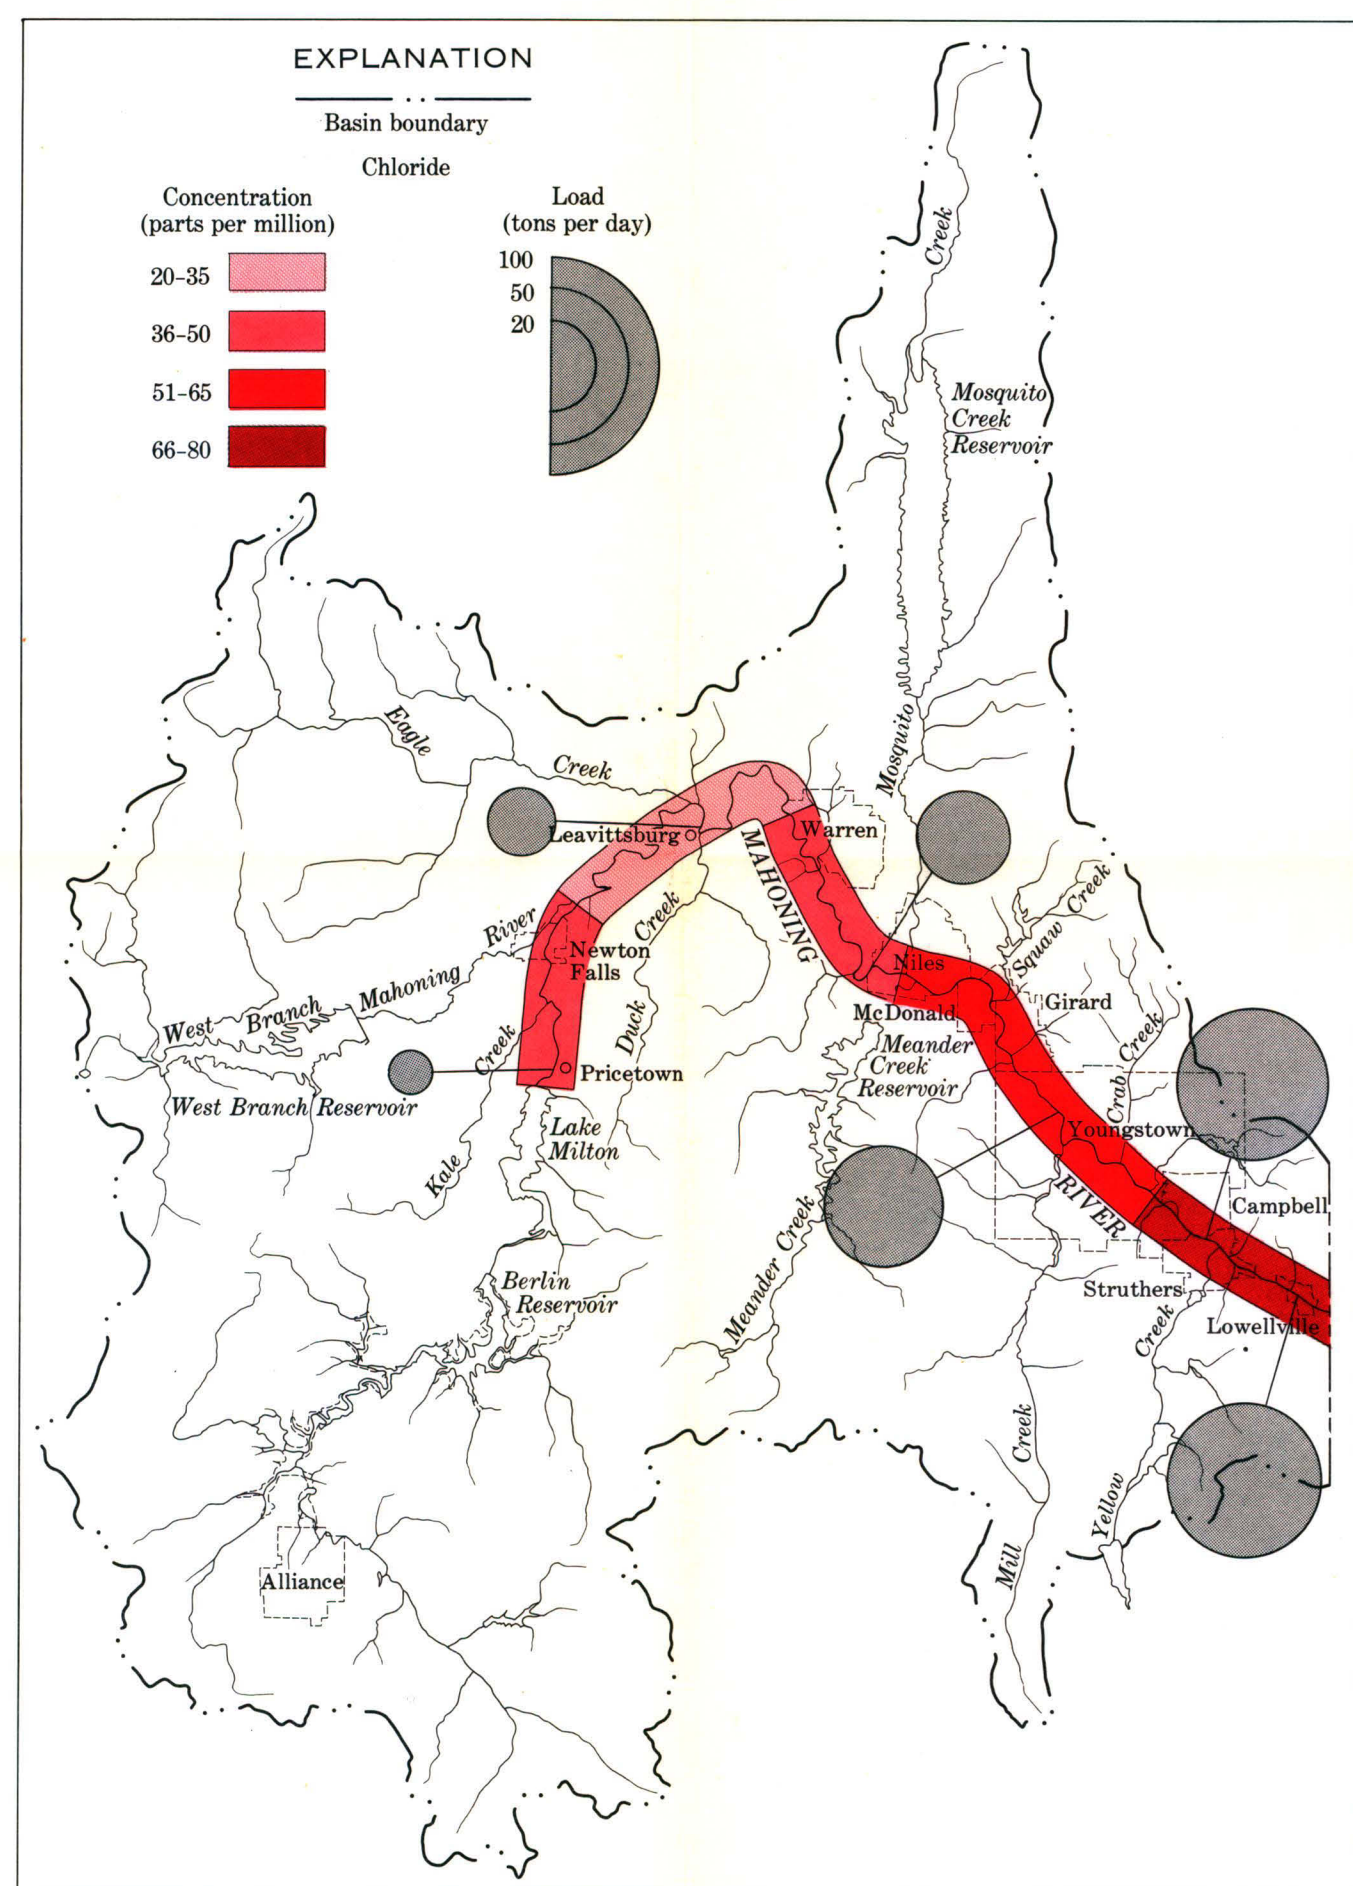 EXPLANATION
Basin boundary
Chloride
Concentration
(parts per million)
20–35
36–50
51–65
66–80
Load
(tons per day)
100
50
20
Creek
Mosquito
Creek
Reservoir
Mosquito
Eagle
Creek
Leavittsburg
Warren
MAHONING
Creek
Duck
River
Newton
Falls
Niles
Squaw Creek
West Branch Mahoning
McDonald
Girard
Creek
Kale
Pricetown
Meander
Creek
Reservoir
Crab Creek
West Branch Reservoir
Lake
Milton
Youngstown
RIVER
Campbell
Meander Creek
Berlin
Reservoir
Struthers
Lowellville
Creek
Yellow
Creek
Mill
Alliance